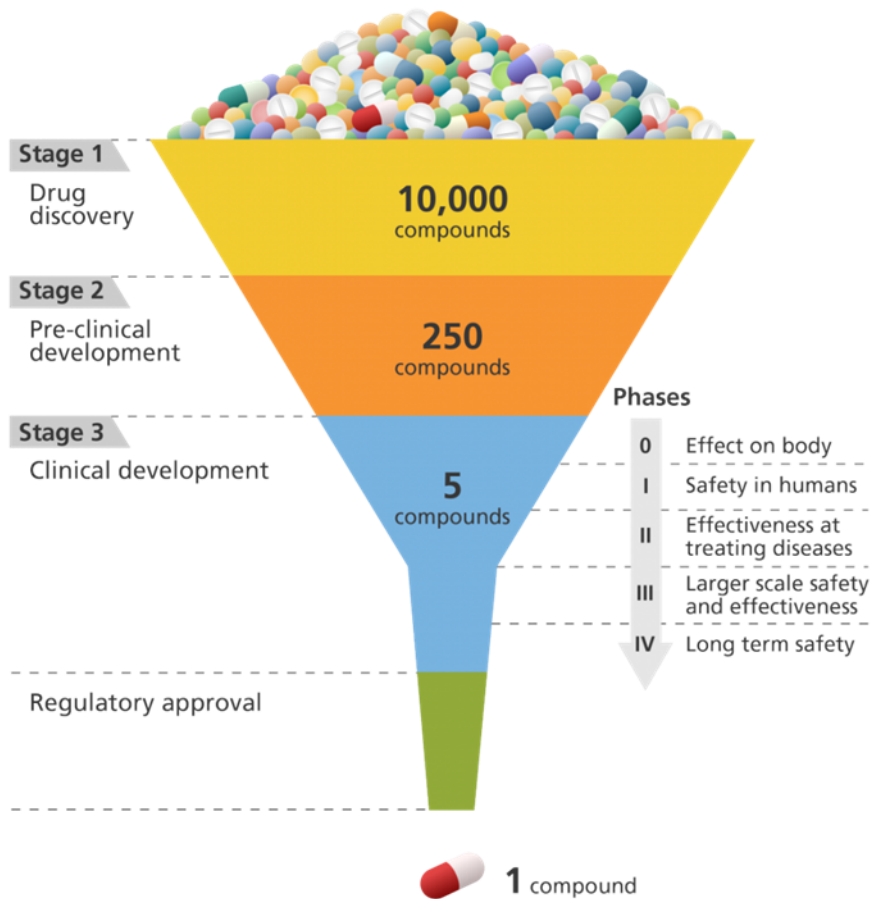 Stage 1
Drug
discovery
10,000
compounds
Stage 2
Pre-clinical
development
250
compounds
Stage 3
Clinical development
5
compounds
Phases
0 Effect on body
I Safety in humans
II Effectiveness at
treating diseases
III Larger scale safety
and effectiveness
IV Long term safety
Regulatory approval
1 compound